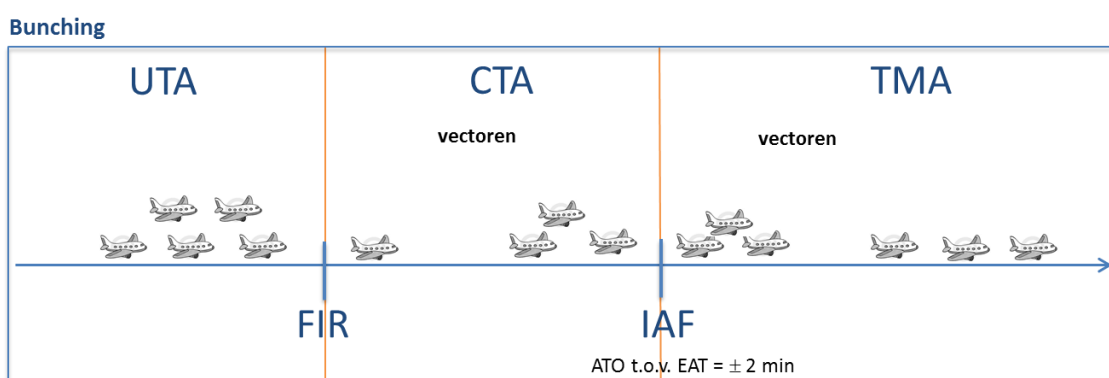 Bunching
UTA
CTA
TMA
vectoren
vectoren
FIR
IAF
ATO t.o.v. EAT = ± 2 min